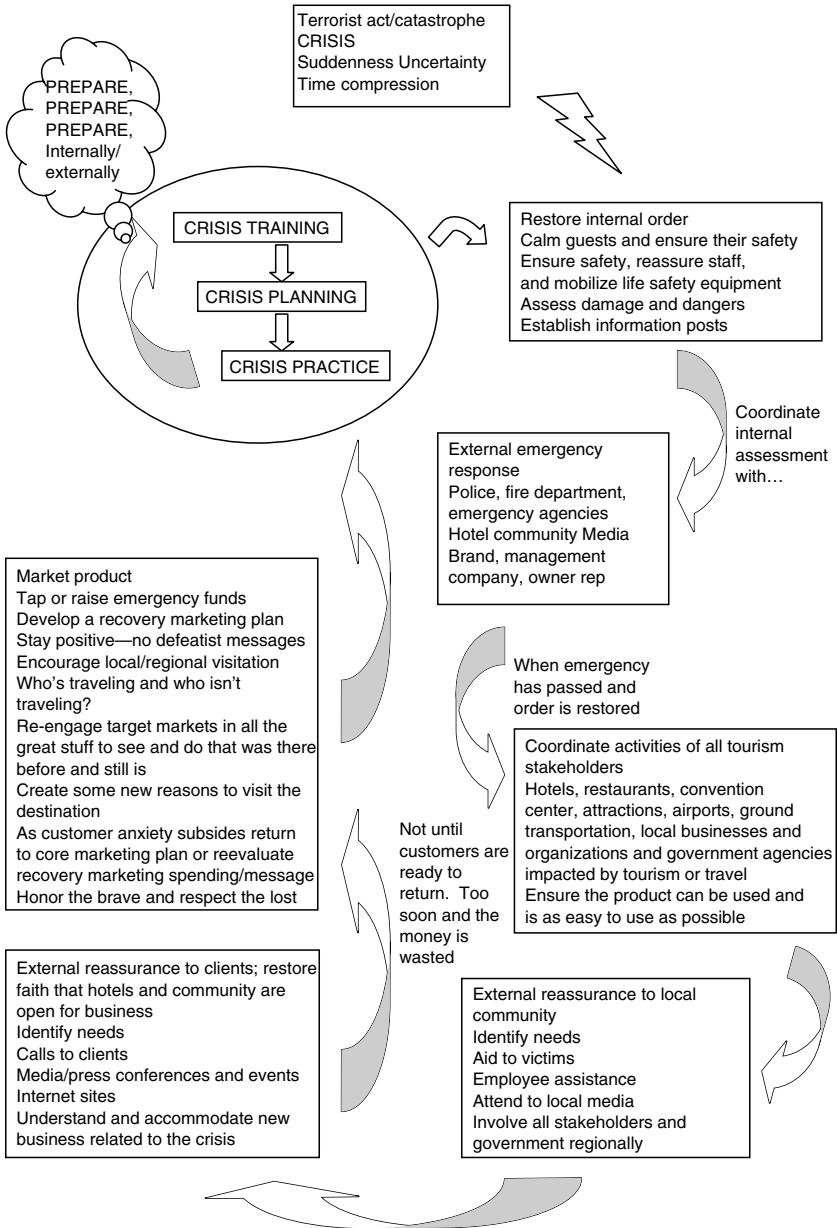 Terrorist act/catastrophe
CRISIS
Suddenness Uncertainty
Time compression
PREPARE,
PREPARE,
PREPARE,
Internally/
externally
CRISIS TRAINING
CRISIS PLANNING
CRISIS PRACTICE
Restore internal order
Calm guests and ensure their safety
Ensure safety, reassure staff,
and mobilize life safety equipment
Assess damage and dangers
Establish information posts
Coordinate
internal
assessment
with…
External emergency
response
Police, fire department,
emergency agencies
Hotel community Media
Brand, management
company, owner rep
When emergency
has passed and
order is restored
Coordinate activities of all tourism
stakeholders
Hotels, restaurants, convention
center, attractions, airports, ground
transportation, local businesses and
organizations and government agencies
impacted by tourism or travel
Ensure the product can be used and
is as easy to use as possible
External reassurance to local
community
Identify needs
Aid to victims
Employee assistance
Attend to local media
Involve all stakeholders and
government regionally
External reassurance to clients; restore
faith that hotels and community are
open for business
Identify needs
Calls to clients
Media/press conferences and events
Internet sites
Understand and accommodate new
business related to the crisis
Not until
customers are
ready to
return. Too
soon and the
money is
wasted
Market product
Tap or raise emergency funds
Develop a recovery marketing plan
Stay positive—no defeatist messages
Encourage local/regional visitation
Who's traveling and who isn't
traveling?
Re-engage target markets in all the
great stuff to see and do that was there
before and still is
Create some new reasons to visit the
destination
As customer anxiety subsides return
to core marketing plan or reevaluate
recovery marketing spending/message
Honor the brave and respect the lost